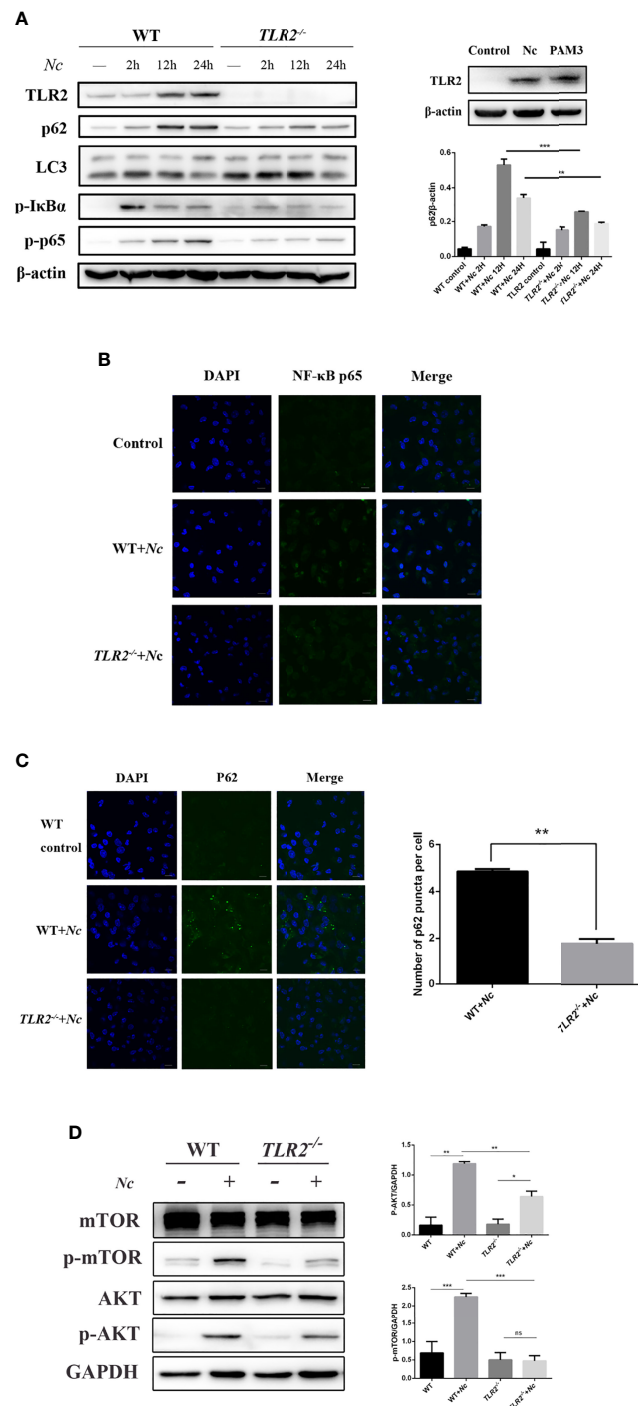 A
WT TLR2-/-
Nc — 2h 12h 24h — 2h 12h 24h
TLR2
p62
LC3
p-IκBα
p-p65
β-actin
Control Nc PAM3
TLR2
β-actin
p62/β-actin
0.6
0.4
0.2
0.0
***
WT control
WT+Nc 2H
WT+Nc 12H
WT+Nc 24H
TLR2 control
TLR2-/-+Nc 2H
TLR2-/-+Nc 12H
TLR2-/-+Nc 24H
B
DAPI NF-κB p65 Merge
Control
WT+Nc
TLR2-/-+Nc
C
DAPI P62 Merge
WT
control
WT+Nc
TLR2-/-+Nc
Number of p62 puncta per cell
6
4
2
0
**
WT+Nc
TLR2-/-+Nc
D
WT TLR2-/-
Nc - + - +
mTOR
p-mTOR
AKT
p-AKT
GAPDH
P-AKT/GAPDH
1.5
1.0
0.5
0.0
** **
*
WT
WT+Nc
TLR2-/-
TLR2-/-+Nc
p-mTOR/GAPDH
2.5
2.0
1.5
1.0
0.5
0.0
*** ***
ns
WT
WT+Nc
TLR2-/-
TLR2-/-+Nc